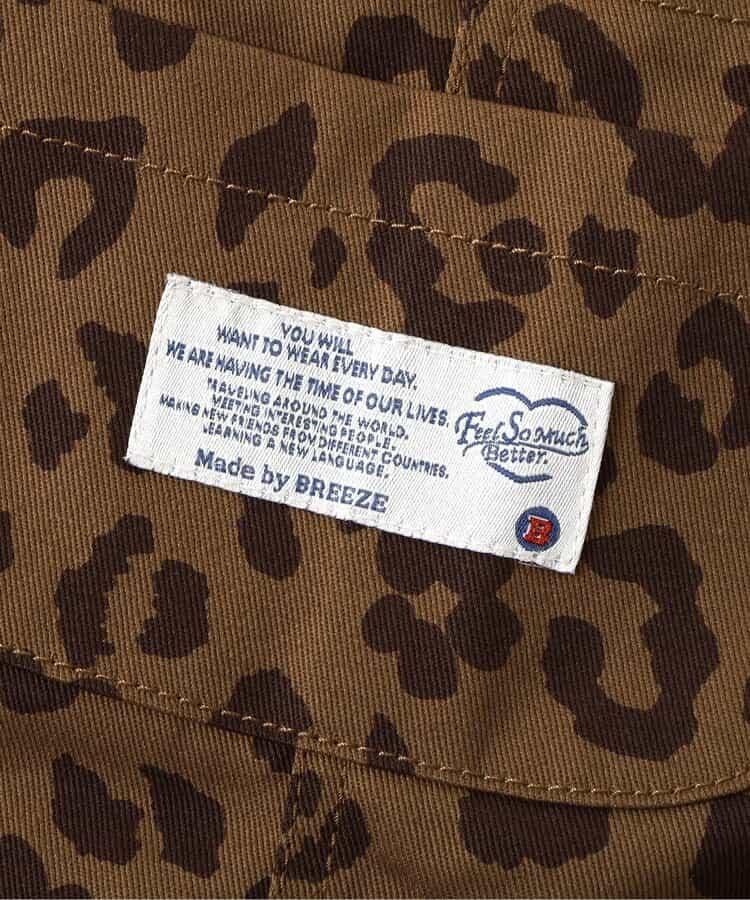 YOU WILL
WANT TO WEAR EVERY DAY.
WE ARE HAVING THE TIME OF OUR LIVES.
TRAVELING AROUND THE WORLD.
MEETING INTERESTING PEOPLE.
MAKING NEW FRIENDS FROM DIFFERENT COUNTRIES.
LEARNING A NEW LANGUAGE.
Made by BREEZE
Feel So Much
Better.
B